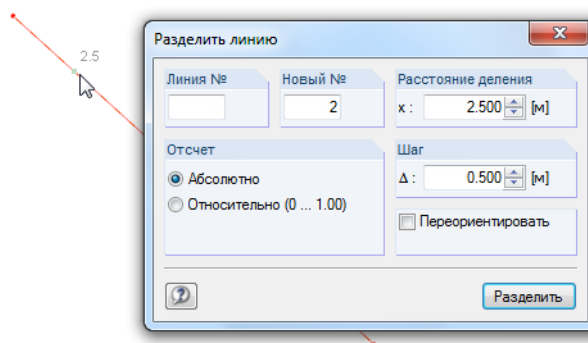 2.5
Разделить линию
Линия №
Новый №
Расстояние деления
2
x : 2.500 [м]
Отсчет
Шаг
Абсолютно
Δ : 0.500 [м]
Относительно (0 ... 1.00)
Переориентировать
Разделить